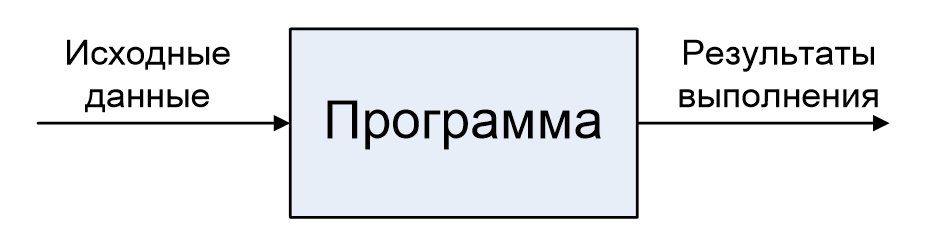 Исходные
данные
Программа
Результаты
выполнения